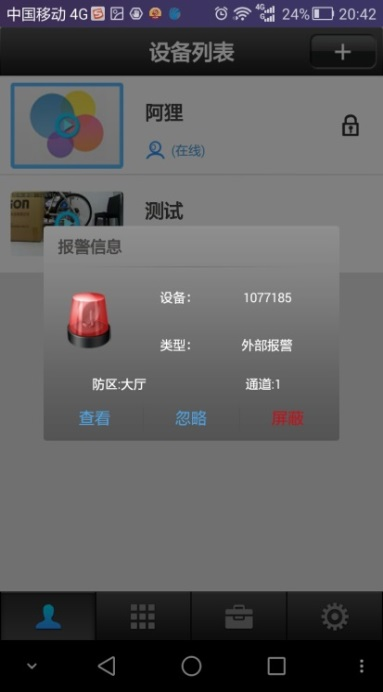 中国移动 4G 4G G 24% 20:42
设备列表 +
阿狸
(在线)
son
测试
报警信息
设备： 1077185
类型： 外部报警
防区:大厅 通道:1
查看 忽略 屏蔽